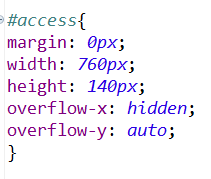 #access{
margin: 0px;
width: 760px;
height: 140px;
overflow-x: hidden;
overflow-y: auto;
}